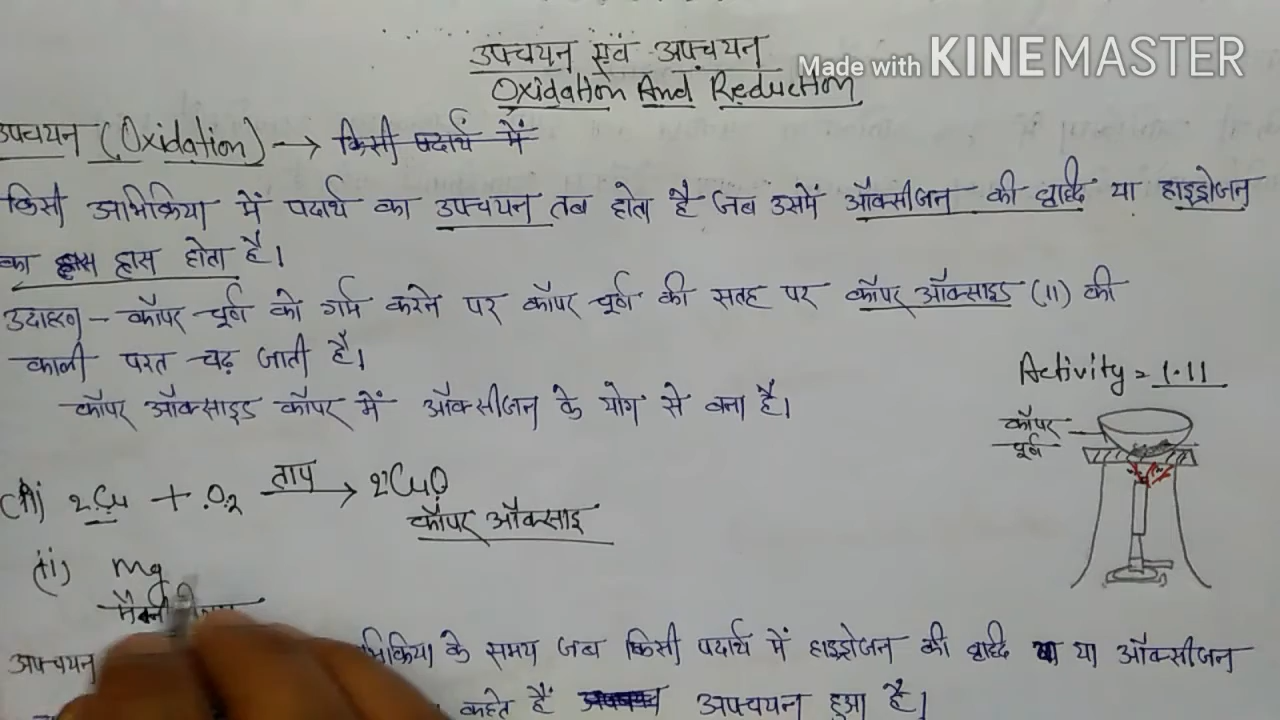 उपचयन एवं अपचयन
Made with KINEMASTER
Oxidation And Reduction
उपचयन (Oxidation) → किसी पदार्थ में
किसी अभिक्रिया में पदार्थ का उपचयन तब होता है जब उसमें ऑक्सीजन की वृद्धि या हाइड्रोजन
का ह्रास होता है।
उदाहरण – कॉपर चूर्ण को गर्म करने पर कॉपर चूर्ण की सतह पर कॉपर ऑक्साइड (II) की
काली परत चढ़ जाती है।
कॉपर ऑक्साइड कॉपर में ऑक्सीजन के योग से बना है।
Activity = 1.11
कॉपर
चूर्ण
(i) 2Cu + O2 ताप → 2CuO
कॉपर ऑक्साइ
(ii) Mg
अपचयन
के समय जब किसी पदार्थ में हाइड्रोजन की वृद्धि या ऑक्सीजन
कहते हैं अपचयन हुआ है।